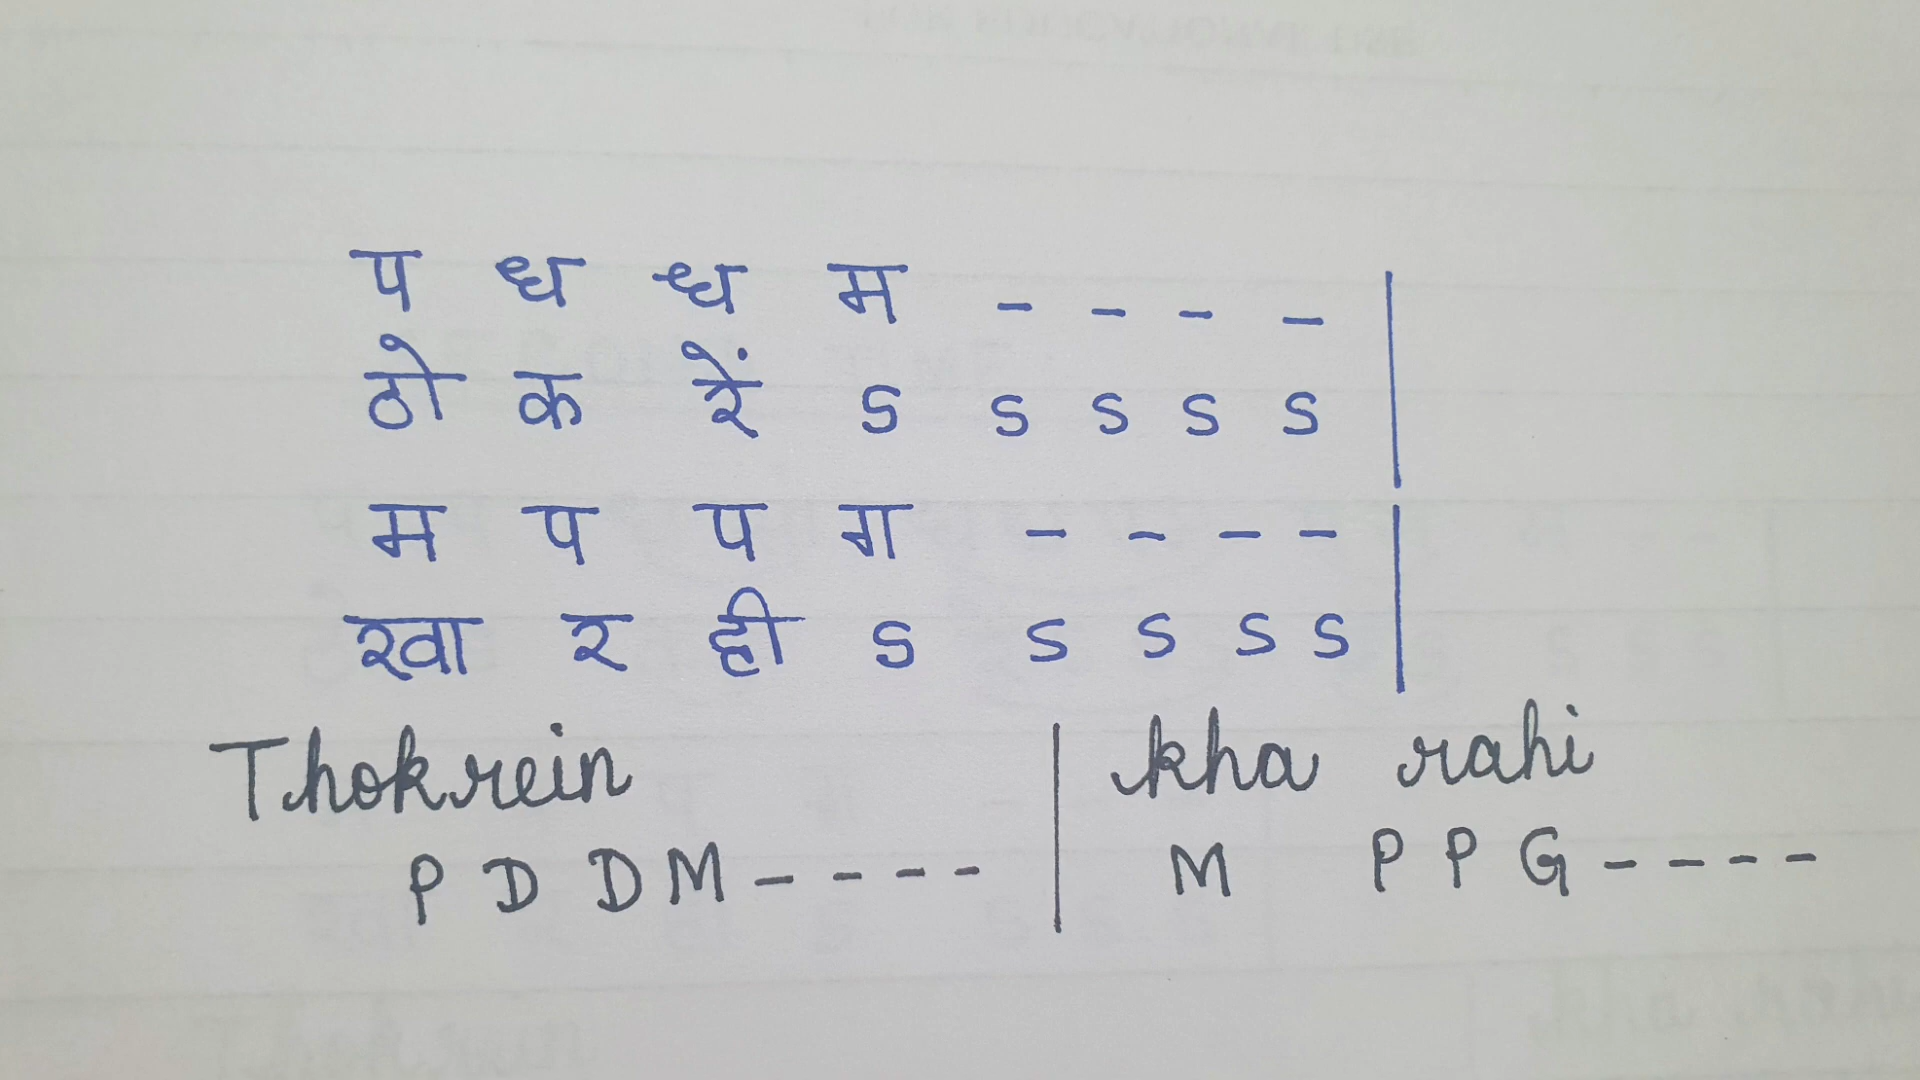 प ध ध म - - - - |
ठो क रें S S S S S |
म प प ग - - - - |
खा र ही S S S S S |
Thokrein | kha rahi
P D D M - - - - | M P P G - - - -